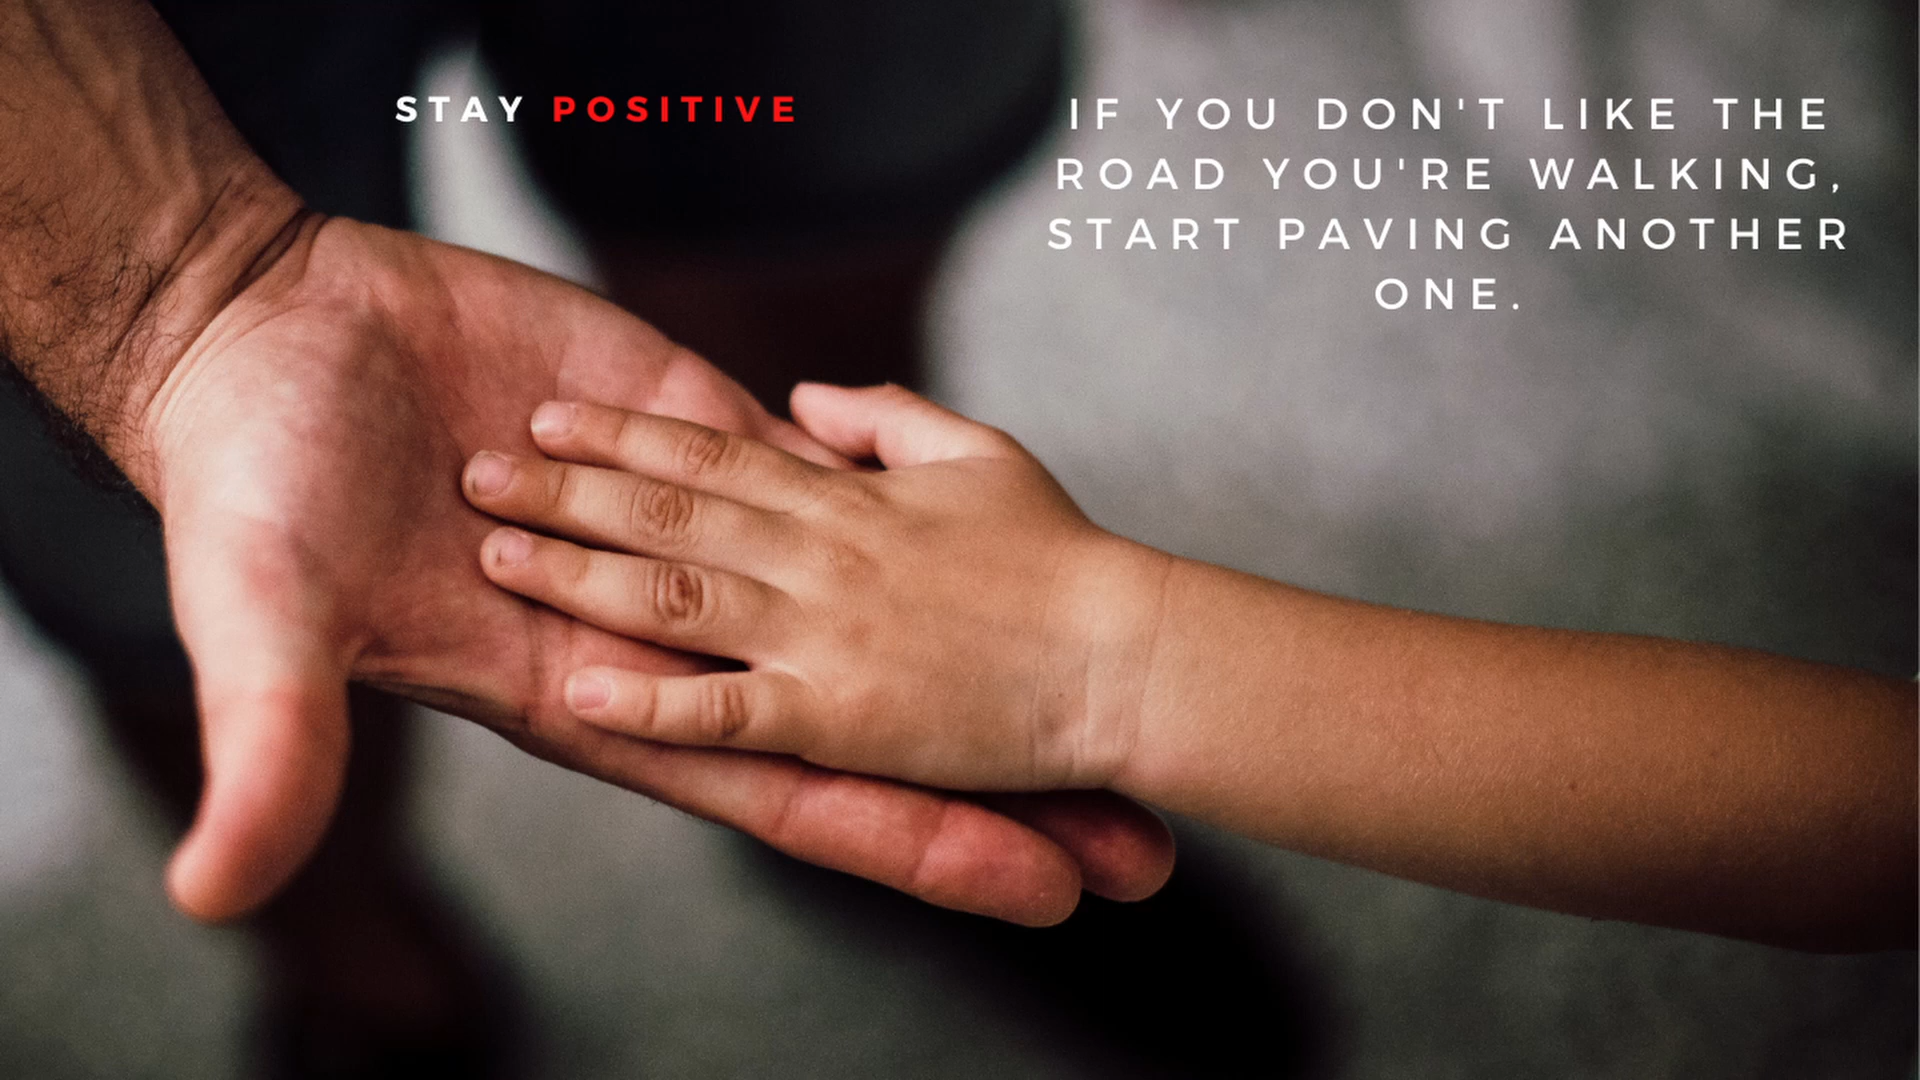 STAY POSITIVE
IF YOU DON'T LIKE THE
ROAD YOU'RE WALKING,
START PAVING ANOTHER
ONE.